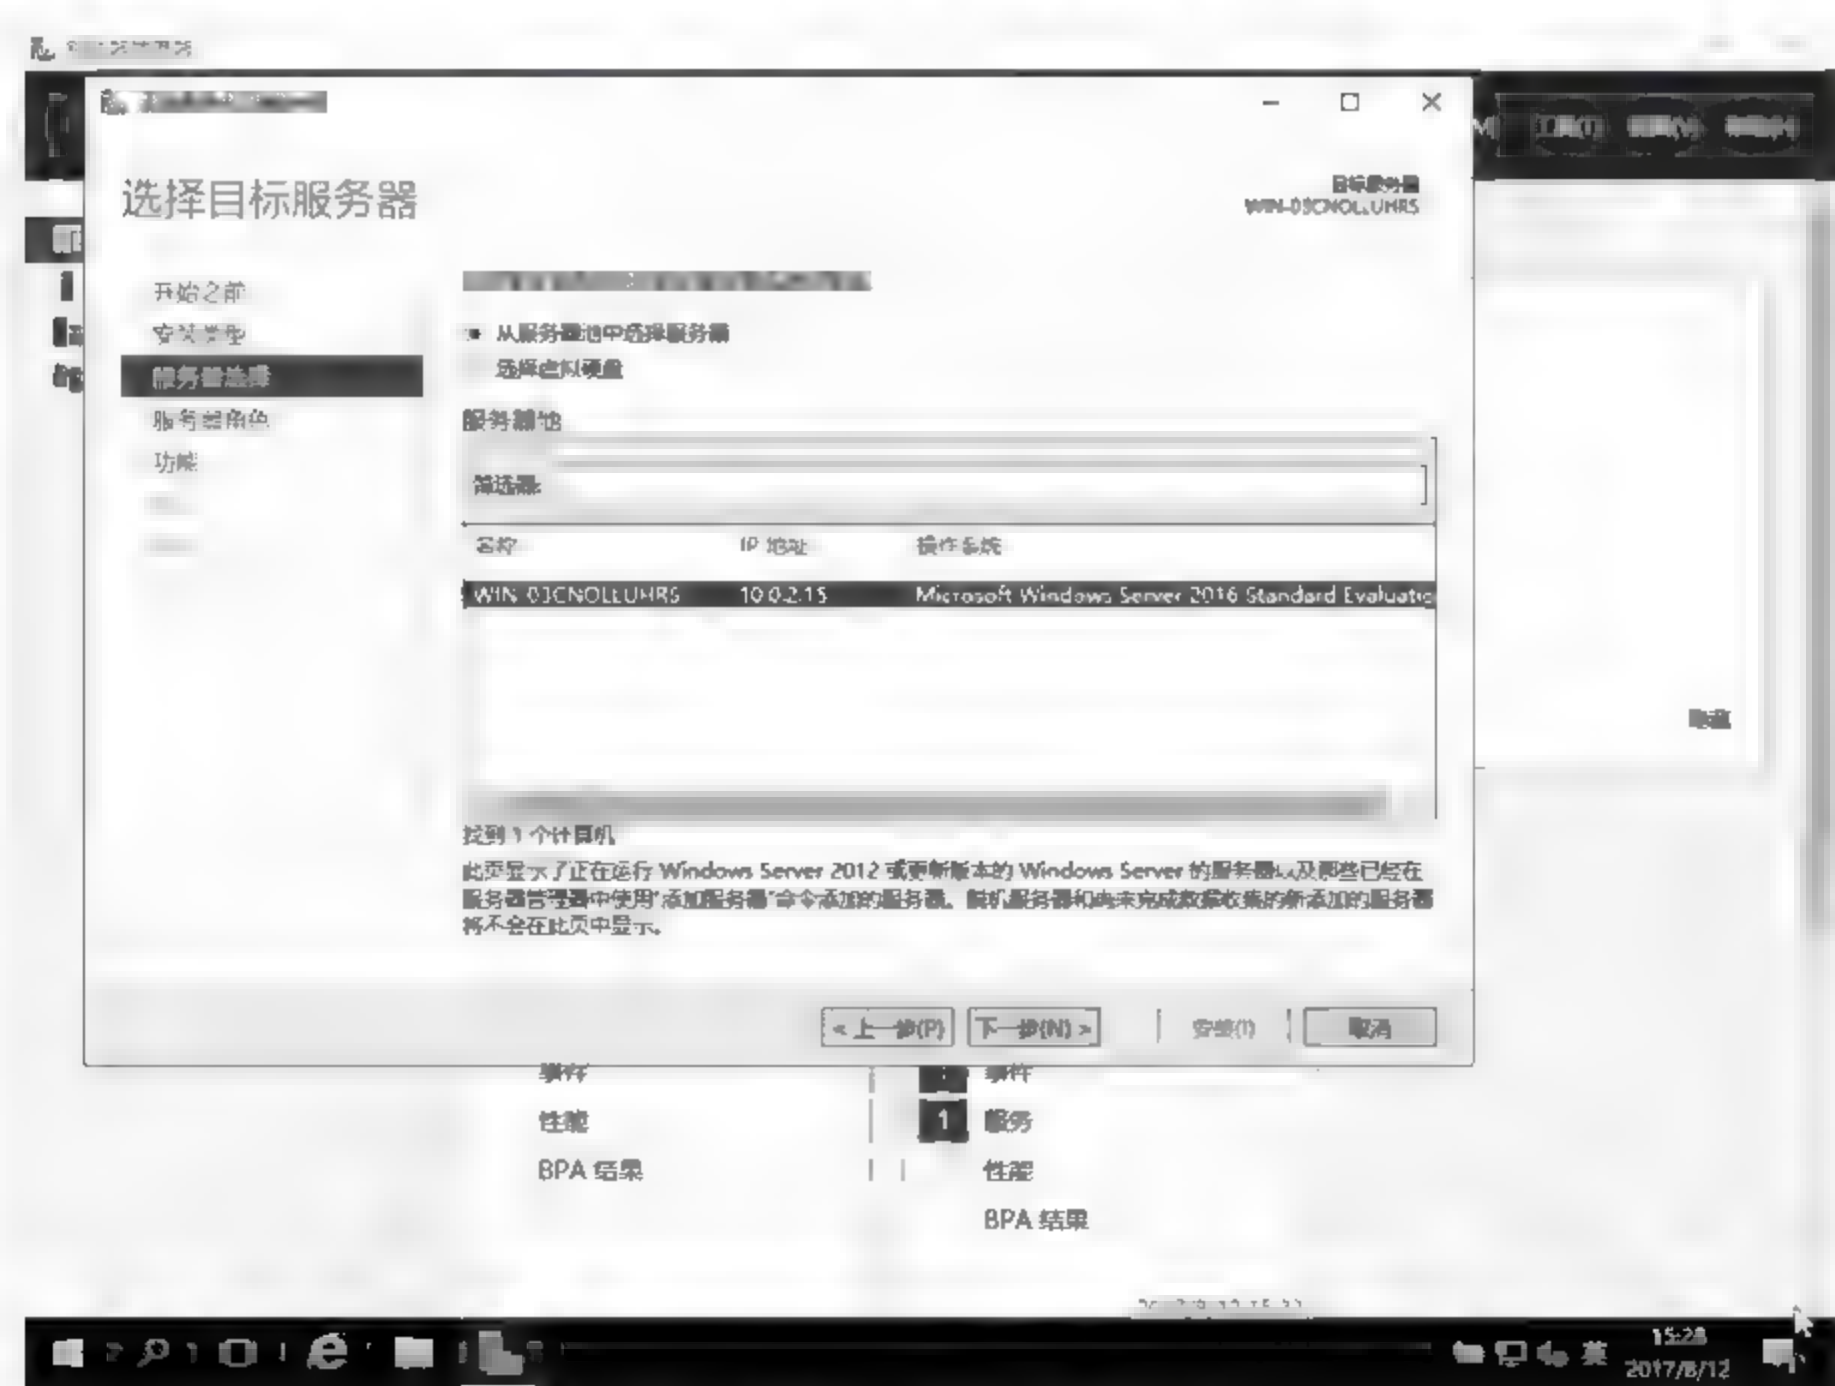 选择目标服务器
目标服务器
开始之前
安装类型
服务器选择
服务器角色
功能
从服务器池中选择服务器
选择虚拟硬盘
服务器池
筛选器:
名称 IP 地址 操作系统
10.0.2.15 Microsoft Windows Server 2016 Standard Evaluatio
找到 1 个计算机
此页显示了正在运行 Windows Server 2012 或更新版本的 Windows Server 的服务器以及那些已经在
服务器管理器中使用"添加服务器"命令添加的服务器。脱机服务器和尚未完成数据收集的新添加的服务器
将不会在此页中显示。
< 上一步(P) 下一步(N) > 安装(I) 取消
隐藏
事件 事件
性能 1 服务
BPA 结果 性能
BPA 结果
英 15:28
2017/8/12